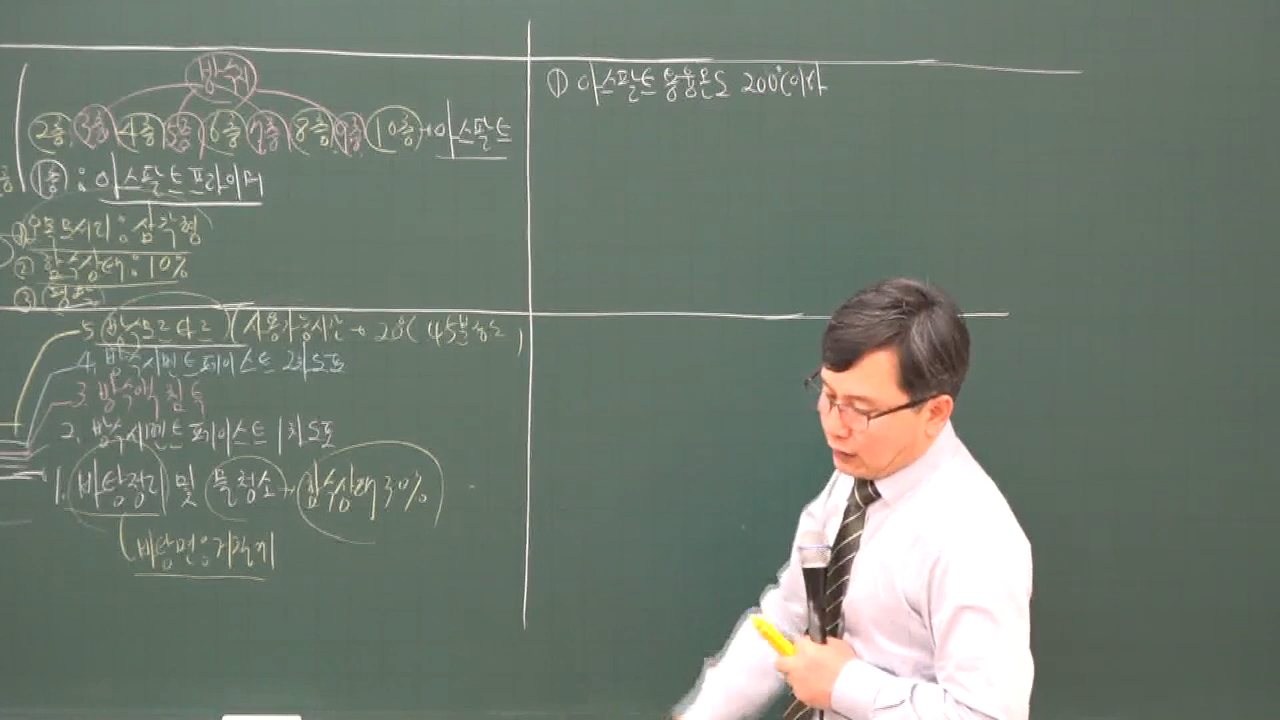 방수지
2층 3층 4층 5층 6층 7층 8층 9층 10층 → 아스팔트
층
1층 : 아스팔트 프라이머
① 오목모서리 : 삼각형
② 함수상태 : 10%
③ 평활
5. 방수모르타르 (사용가능시간 → 20℃ 45분정도)
4. 방수시멘트 페이스트 2차도포
3 방수액 침투
2. 방수시멘트 페이스트 1차도포
1. 바탕정리 및 물청소 → 함수상태 30%
바탕면 : 거칠게
① 아스팔트 용융온도 200℃ 이하